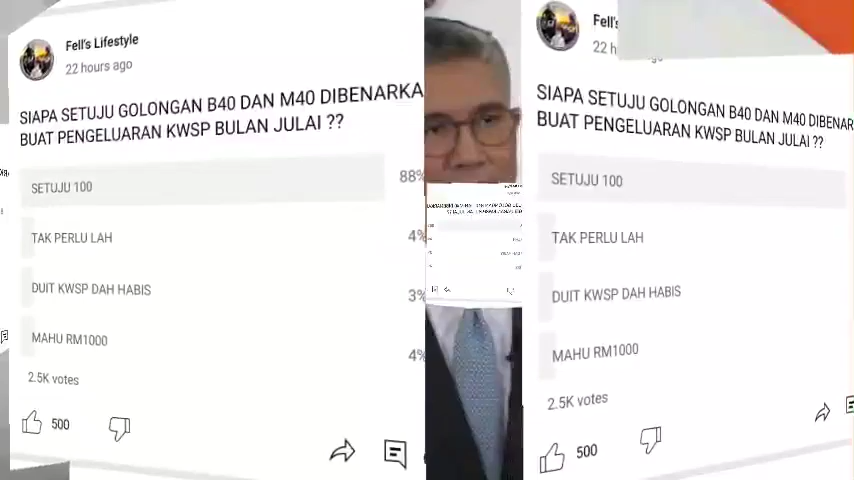 Fell's Lifestyle
22 hours ago
SIAPA SETUJU GOLONGAN B40 DAN M40 DIBENARKA
BUAT PENGELUARAN KWSP BULAN JULAI ??
SETUJU 100
88%
TAK PERLU LAH
4%
DUIT KWSP DAH HABIS
3%
MAHU RM1000
4%
2.5K votes
500
Fell's
22 h
SIAPA SETUJU GOLONGAN B40 DAN M40 DIBENAR
BUAT PENGELUARAN KWSP BULAN JULAI ??
SETUJU 100
TAK PERLU LAH
DUIT KWSP DAH HABIS
MAHU RM1000
2.5K votes
500